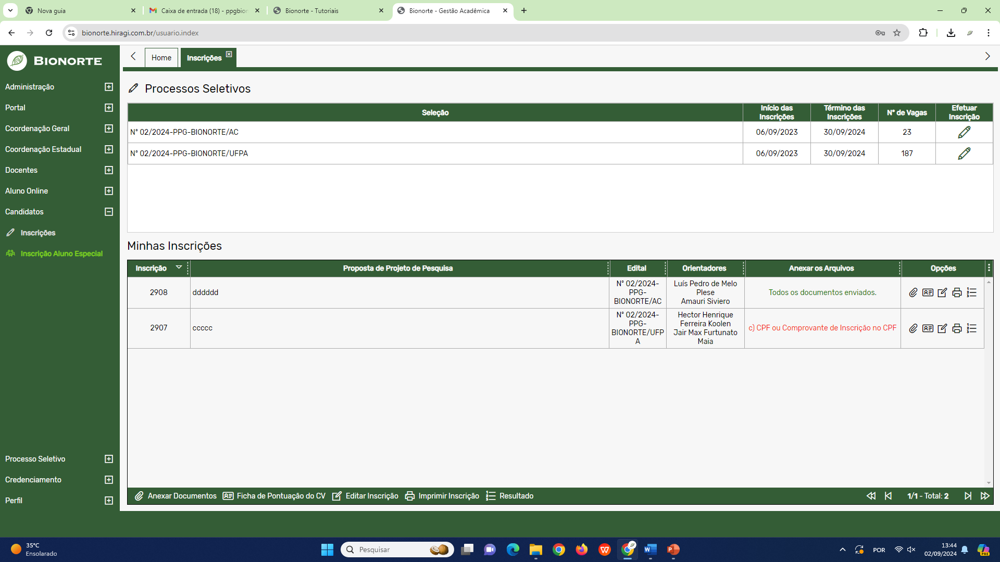 Nova guia
Caixa de entrada (18) - ppgbion
Bionorte - Tutoriais
Bionorte - Gestão Acadêmica
bionorte.hiragi.com.br/usuario.index
BIONORTE
Administração
Portal
Coordenação Geral
Coordenação Estadual
Docentes
Aluno Online
Candidatos
Inscrições
Inscrição Aluno Especial
Processo Seletivo
Credenciamento
Perfil
Home
Inscrições
Processos Seletivos
Seleção
Início das
Inscrições
Término das
Inscrições
N° de Vagas
Efetuar
Inscrição
N° 02/2024-PPG-BIONORTE/AC
06/09/2023
30/09/2024
23
N° 02/2024-PPG-BIONORTE/UFPA
06/09/2023
30/09/2024
187
Minhas Inscrições
Inscrição
Proposta de Projeto de Pesquisa
Edital
Orientadores
Anexar os Arquivos
Opções
2908
dddddd
N° 02/2024-
PPG-
BIONORTE/AC
Luís Pedro de Melo
Plese
Amauri Siviero
Todos os documentos enviados.
2907
ccccc
N° 02/2024-
PPG-
BIONORTE/UFP
A
Hector Henrique
Ferreira Koolen
Jair Max Furtunato
Maia
c) CPF ou Comprovante de Inscrição no CPF
Anexar Documentos
Ficha de Pontuação do CV
Editar Inscrição
Imprimir Inscrição
Resultado
1/1 - Total: 2
35°C
Ensolarado
Pesquisar
POR
13:44
02/09/2024